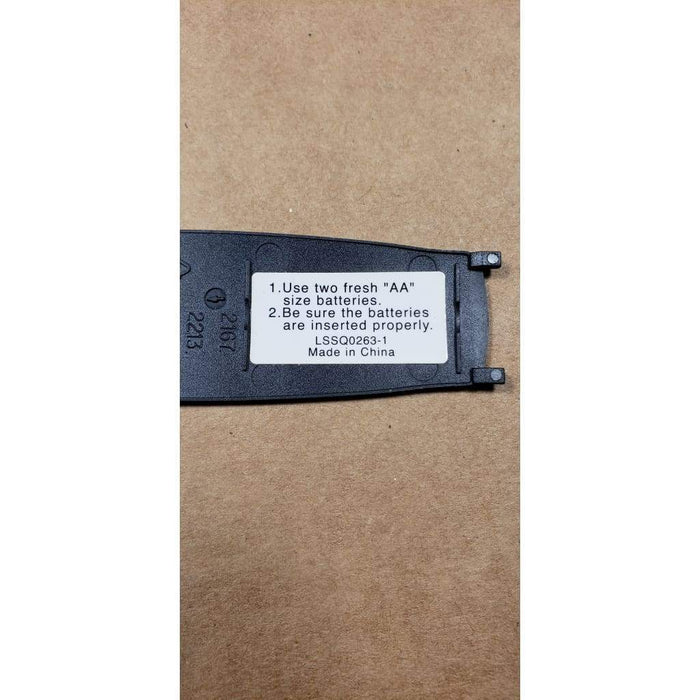 1.Use two fresh "AA"
size batteries.
2.Be sure the batteries
are inserted properly.
LSSQ0263-1
Made in China
2167
2213